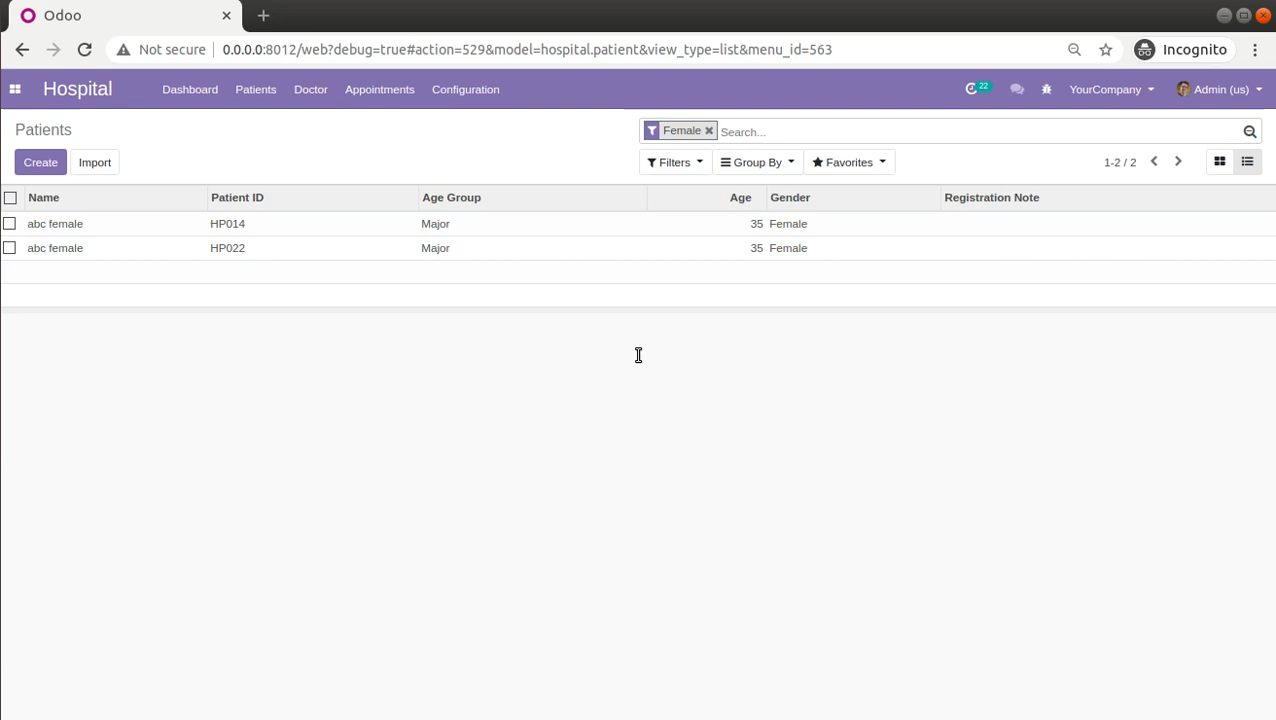 Odoo
Not secure 0.0.0.0:8012/web?debug=true#action=529&model=hospital.patient&view_type=list&menu_id=563 Incognito
Hospital Dashboard Patients Doctor Appointments Configuration 22 YourCompany Admin (us)
Patients Female Search...
Create Import Filters Group By Favorites 1-2 / 2
Name Patient ID Age Group Age Gender Registration Note
abc female HP014 Major 35 Female
abc female HP022 Major 35 Female